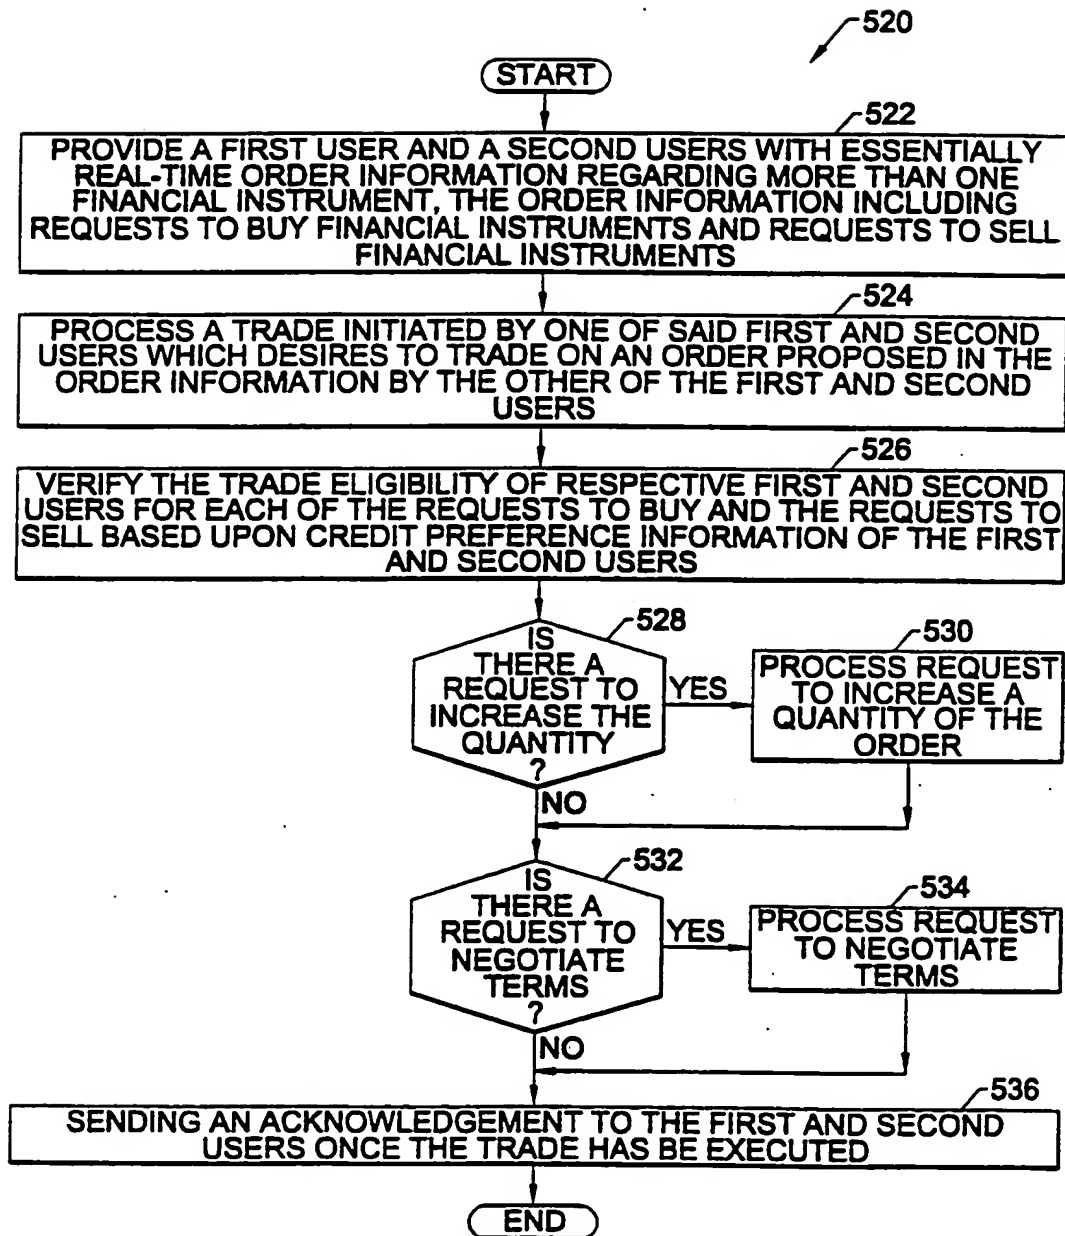 520
START
522
PROVIDE A FIRST USER AND A SECOND USERS WITH ESSENTIALLY
REAL-TIME ORDER INFORMATION REGARDING MORE THAN ONE
FINANCIAL INSTRUMENT, THE ORDER INFORMATION INCLUDING
REQUESTS TO BUY FINANCIAL INSTRUMENTS AND REQUESTS TO SELL
FINANCIAL INSTRUMENTS
524
PROCESS A TRADE INITIATED BY ONE OF SAID FIRST AND SECOND
USERS WHICH DESIRES TO TRADE ON AN ORDER PROPOSED IN THE
ORDER INFORMATION BY THE OTHER OF THE FIRST AND SECOND
USERS
526
VERIFY THE TRADE ELIGIBILITY OF RESPECTIVE FIRST AND SECOND
USERS FOR EACH OF THE REQUESTS TO BUY AND THE REQUESTS TO
SELL BASED UPON CREDIT PREFERENCE INFORMATION OF THE FIRST
AND SECOND USERS
528
IS
THERE A
REQUEST TO
INCREASE THE
QUANTITY
?
YES
530
PROCESS REQUEST
TO INCREASE A
QUANTITY OF THE
ORDER
NO
532
IS
THERE A
REQUEST TO
NEGOTIATE
TERMS
?
YES
534
PROCESS REQUEST
TO NEGOTIATE
TERMS
NO
536
SENDING AN ACKNOWLEDGEMENT TO THE FIRST AND SECOND
USERS ONCE THE TRADE HAS BE EXECUTED
END